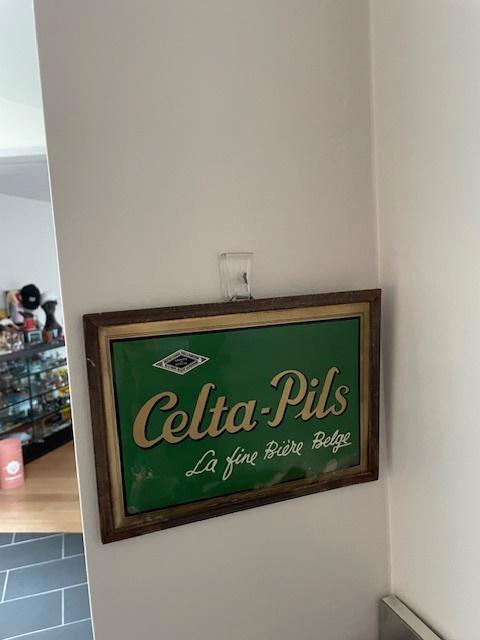 Celta-Pils
La fine Bière Belge